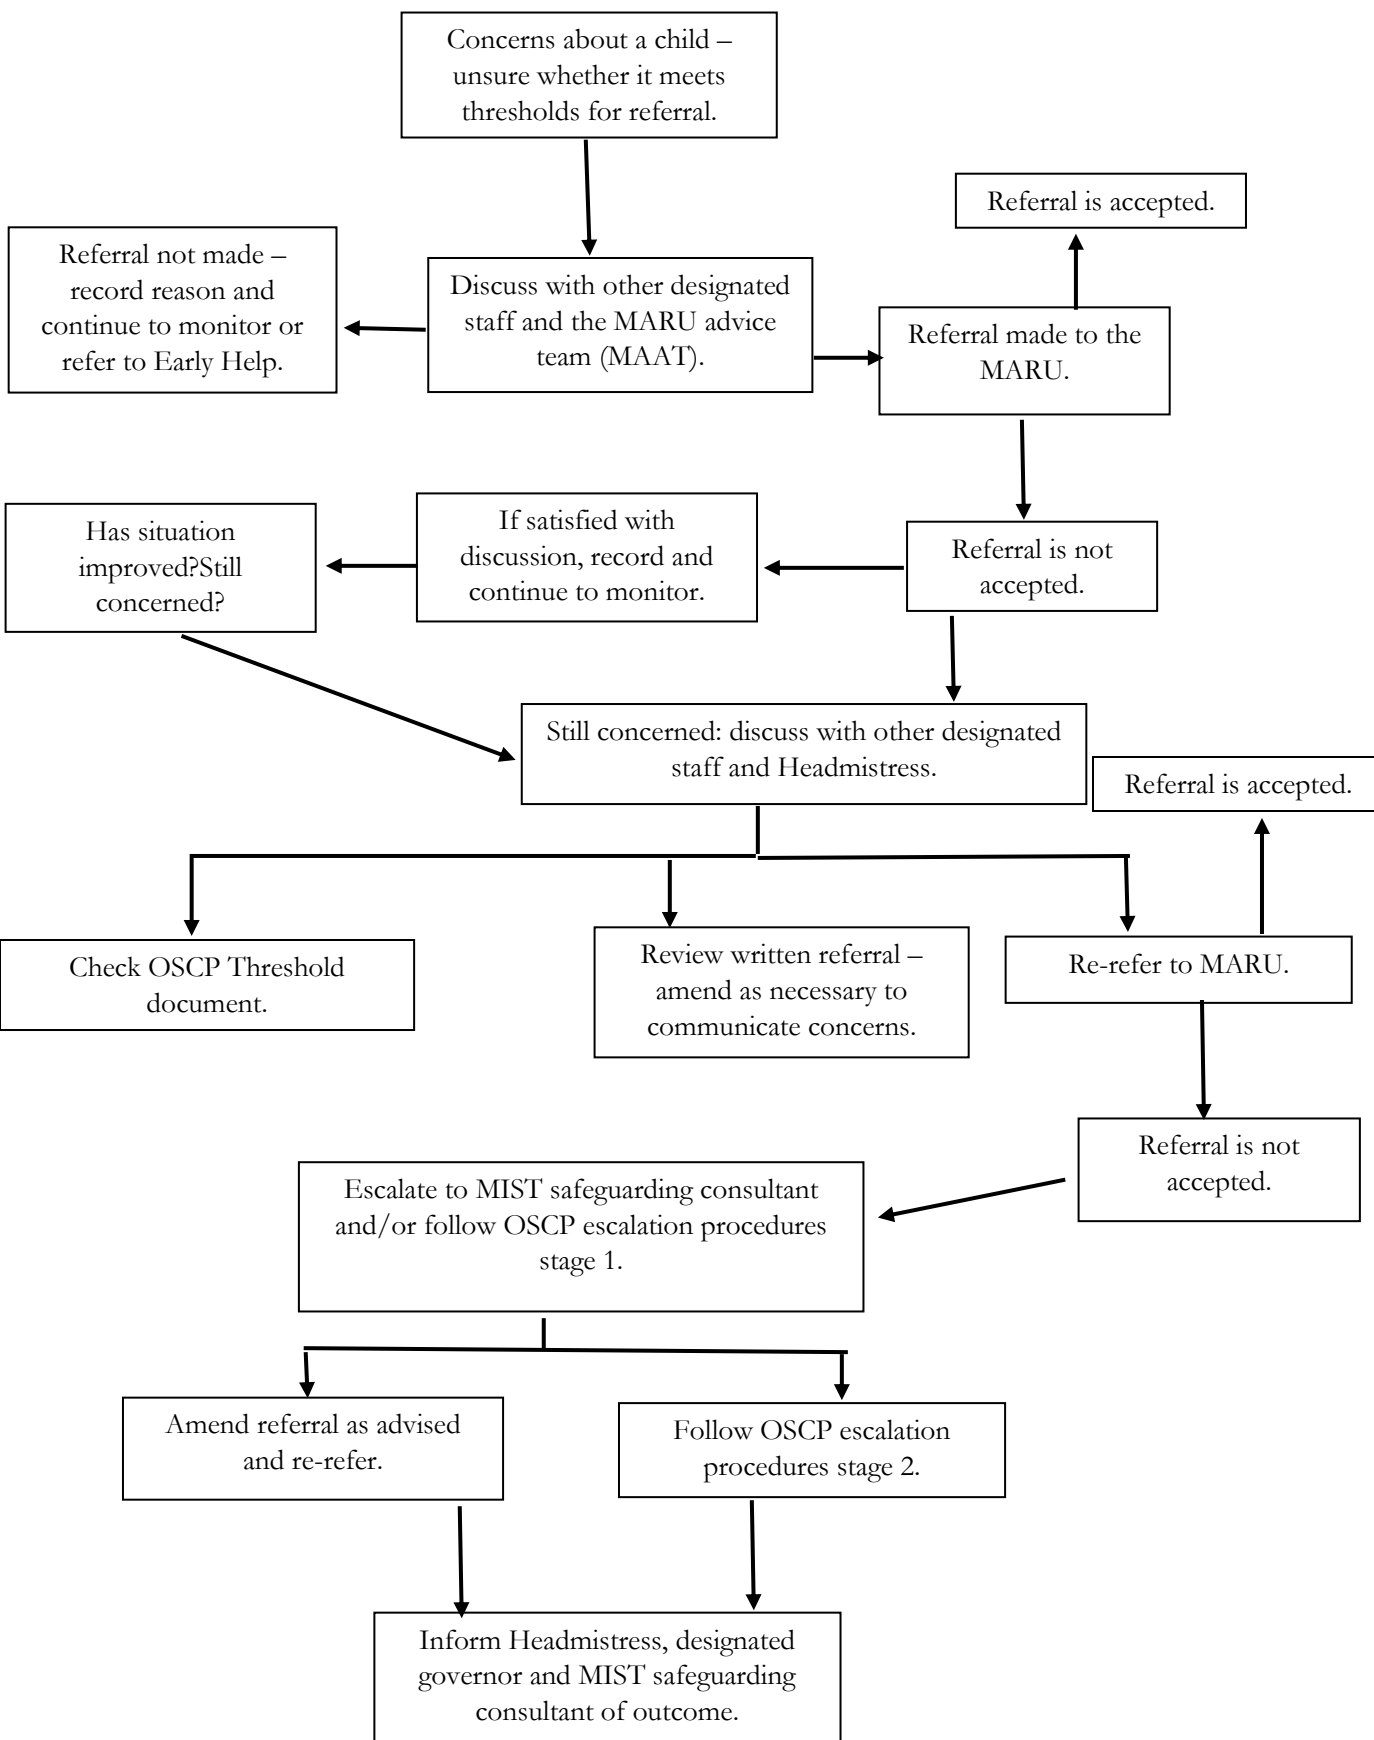 Concerns about a child –
unsure whether it meets
thresholds for referral.
Referral is accepted.
Referral not made –
record reason and
continue to monitor or
refer to Early Help.
Discuss with other designated
staff and the MARU advice
team (MAAT).
Referral made to the
MARU.
Has situation
improved?Still
concerned?
If satisfied with
discussion, record and
continue to monitor.
Referral is not
accepted.
Still concerned: discuss with other designated
staff and Headmistress.
Referral is accepted.
Check OSCP Threshold
document.
Review written referral –
amend as necessary to
communicate concerns.
Re-refer to MARU.
Referral is not
accepted.
Escalate to MIST safeguarding consultant
and/or follow OSCP escalation procedures
stage 1.
Amend referral as advised
and re-refer.
Follow OSCP escalation
procedures stage 2.
Inform Headmistress, designated
governor and MIST safeguarding
consultant of outcome.